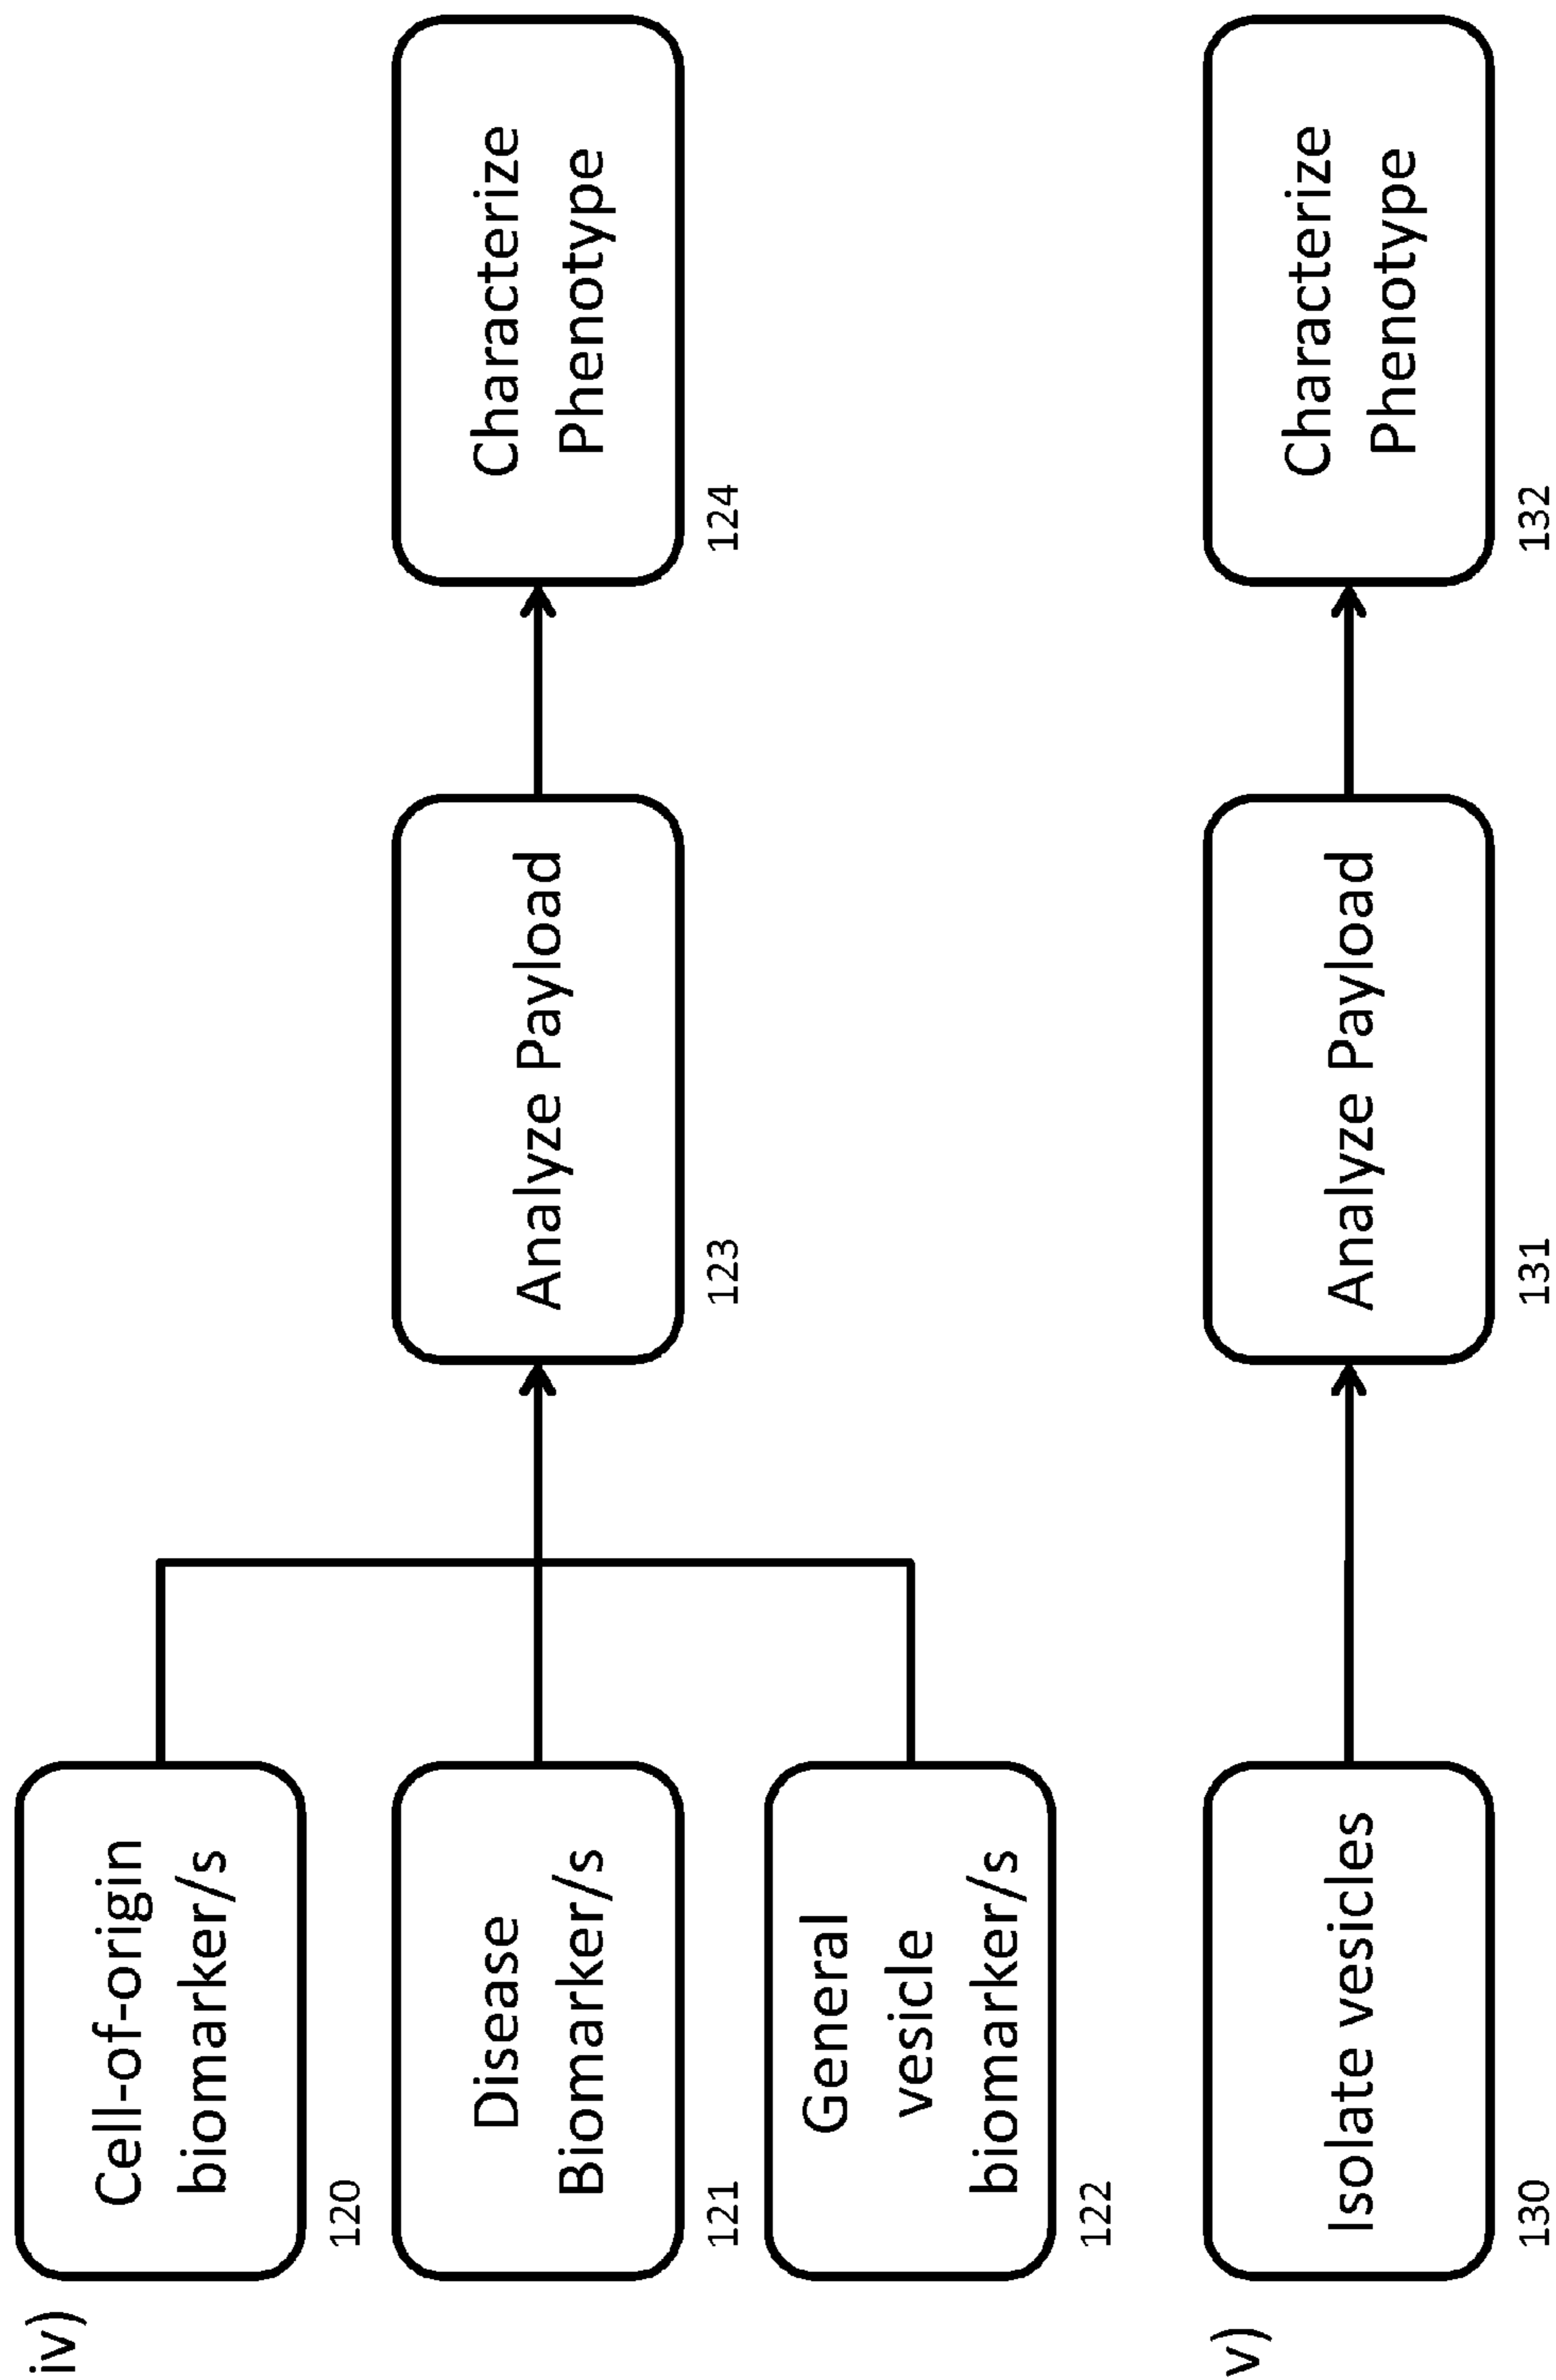 iv)
Cell-of-origin
biomarker/s
120
Disease
Biomarker/s
121
General
vesicle
biomarker/s
122
Analyze Payload
123
Characterize
Phenotype
124
v)
Isolate vesicles
130
Analyze Payload
131
Characterize
Phenotype
132